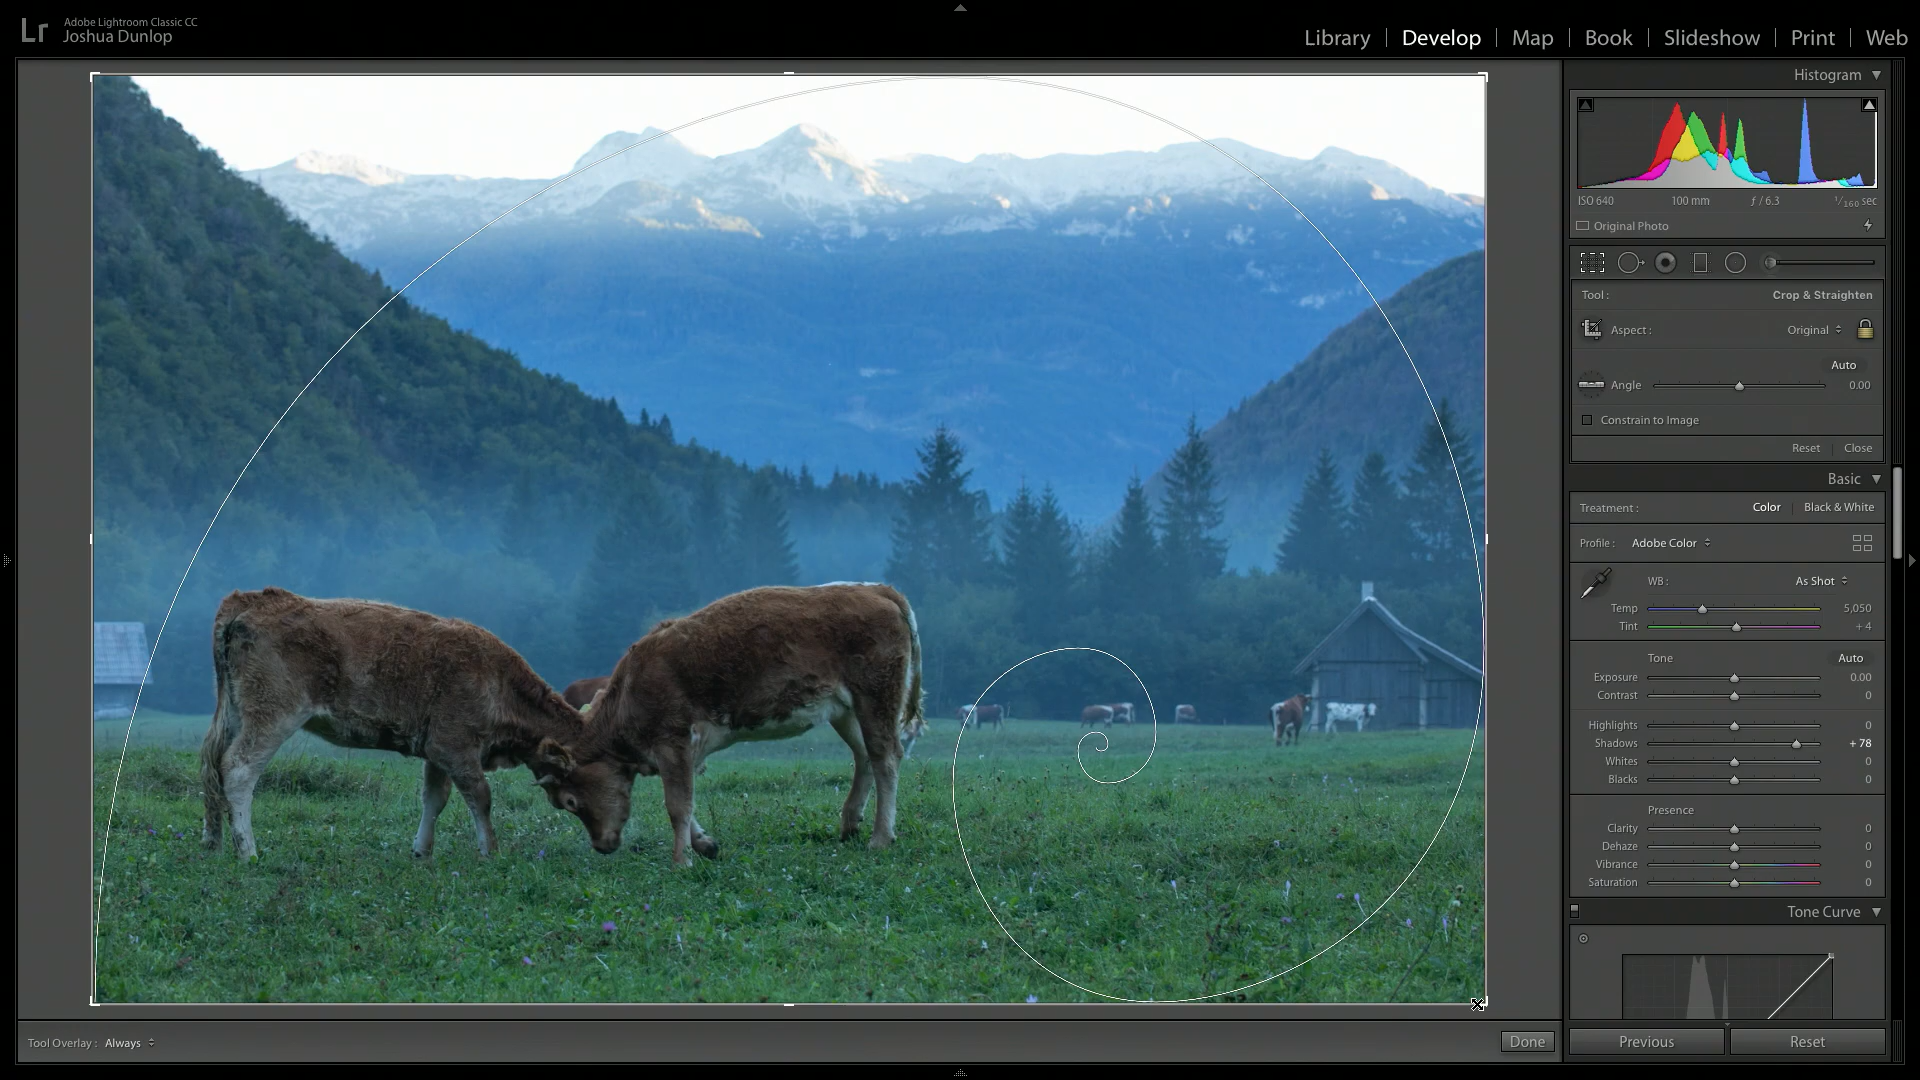 Lr
Adobe Lightroom Classic CC
Joshua Dunlop
Library | Develop | Map | Book | Slideshow | Print | Web
Histogram
ISO 640 100 mm ƒ / 6.3 1/160 sec
Original Photo
Tool : Crop & Straighten
Aspect : Original
Auto
Angle 0.00
Constrain to Image
Reset | Close
Basic
Treatment : Color | Black & White
Profile : Adobe Color
WB : As Shot
Temp 5,050
Tint + 4
Tone Auto
Exposure 0.00
Contrast 0
Highlights 0
Shadows + 78
Whites 0
Blacks 0
Presence
Clarity 0
Dehaze 0
Vibrance 0
Saturation 0
Tone Curve
Tool Overlay : Always
Done
Previous Reset